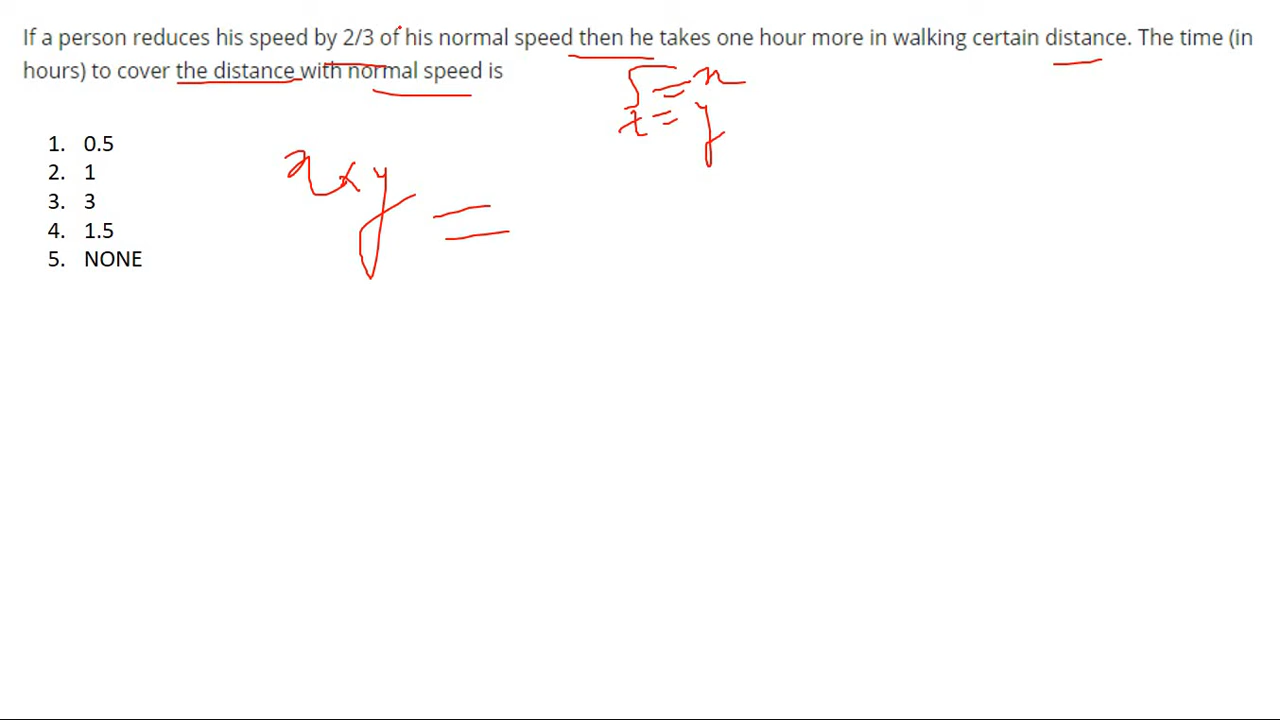 If a person reduces his speed by 2/3 of his normal speed then he takes one hour more in walking certain distance. The time (in
hours) to cover the distance with normal speed is
s = x
t = y
1. 0.5
2. 1
3. 3
4. 1.5
5. NONE
x × y =